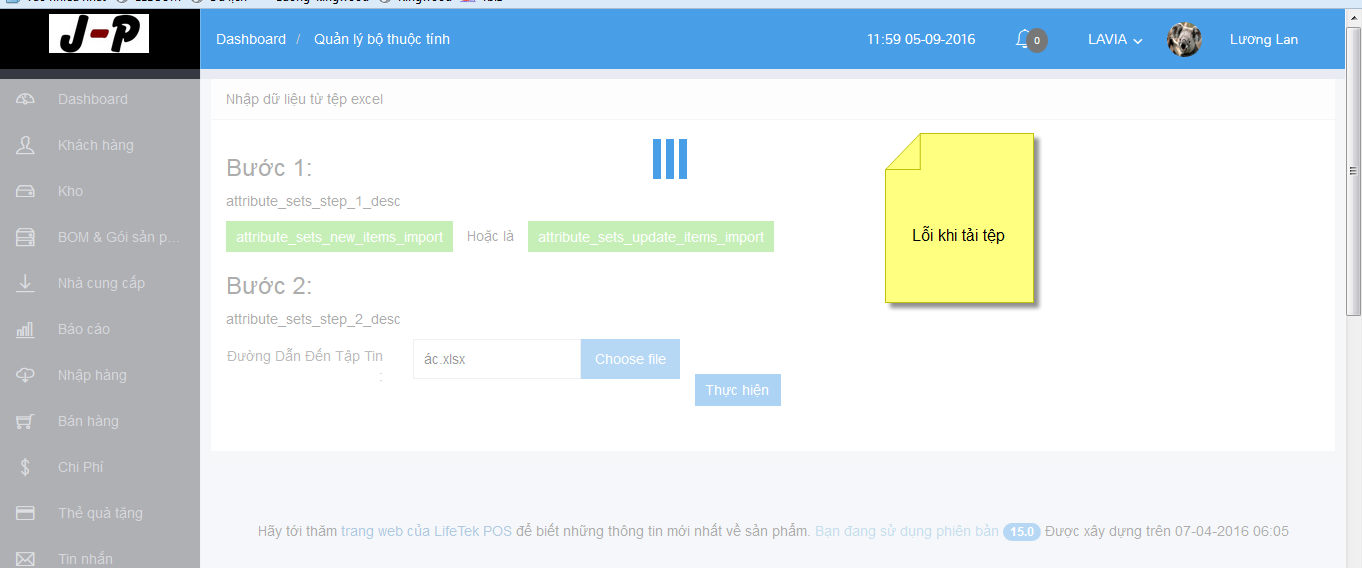 J-P
Dashboard / Quản lý bộ thuộc tính
11:59 05-09-2016
0
LAVIA
Lương Lan
Dashboard
Khách hàng
Kho
BOM & Gói sản p...
Nhà cung cấp
Báo cáo
Nhập hàng
Bán hàng
Chi Phí
Thẻ quà tặng
Tin nhắn
Nhập dữ liệu từ tệp excel
Bước 1:
attribute_sets_step_1_desc
attribute_sets_new_items_import Hoặc là attribute_sets_update_items_import
Bước 2:
attribute_sets_step_2_desc
Đường Dẫn Đến Tập Tin
:
ác.xlsx Choose file
Thực hiện
Lỗi khi tải tệp
Hãy tới thăm trang web của LifeTek POS để biết những thông tin mới nhất về sản phẩm. Bạn đang sử dụng phiên bản 15.0 Được xây dựng trên 07-04-2016 06:05